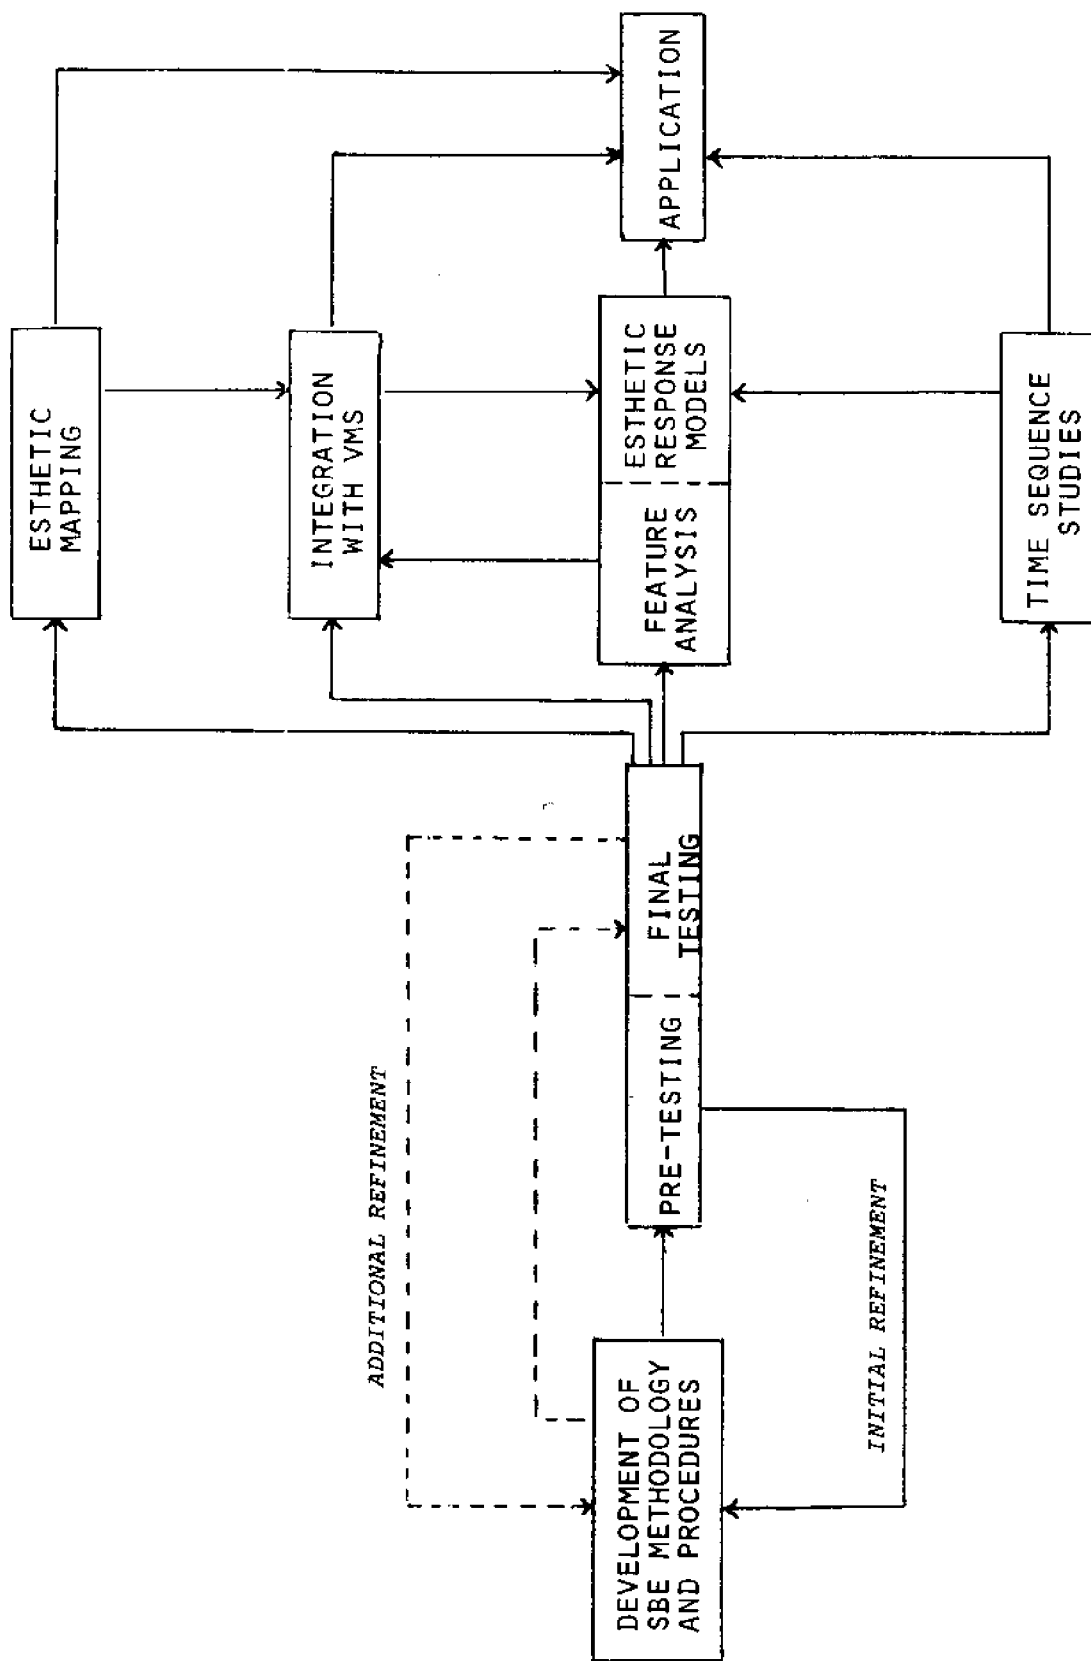 ESTHETIC
MAPPING
INTEGRATION
WITH VMS
ADDITIONAL REFINEMENT
DEVELOPMENT OF
SBE METHODOLOGY
AND PROCEDURES
PRE-TESTING
FINAL
TESTING
FEATURE
ANALYSIS
ESTHETIC
RESPONSE
MODELS
APPLICATION
INITIAL REFINEMENT
TIME SEQUENCE
STUDIES